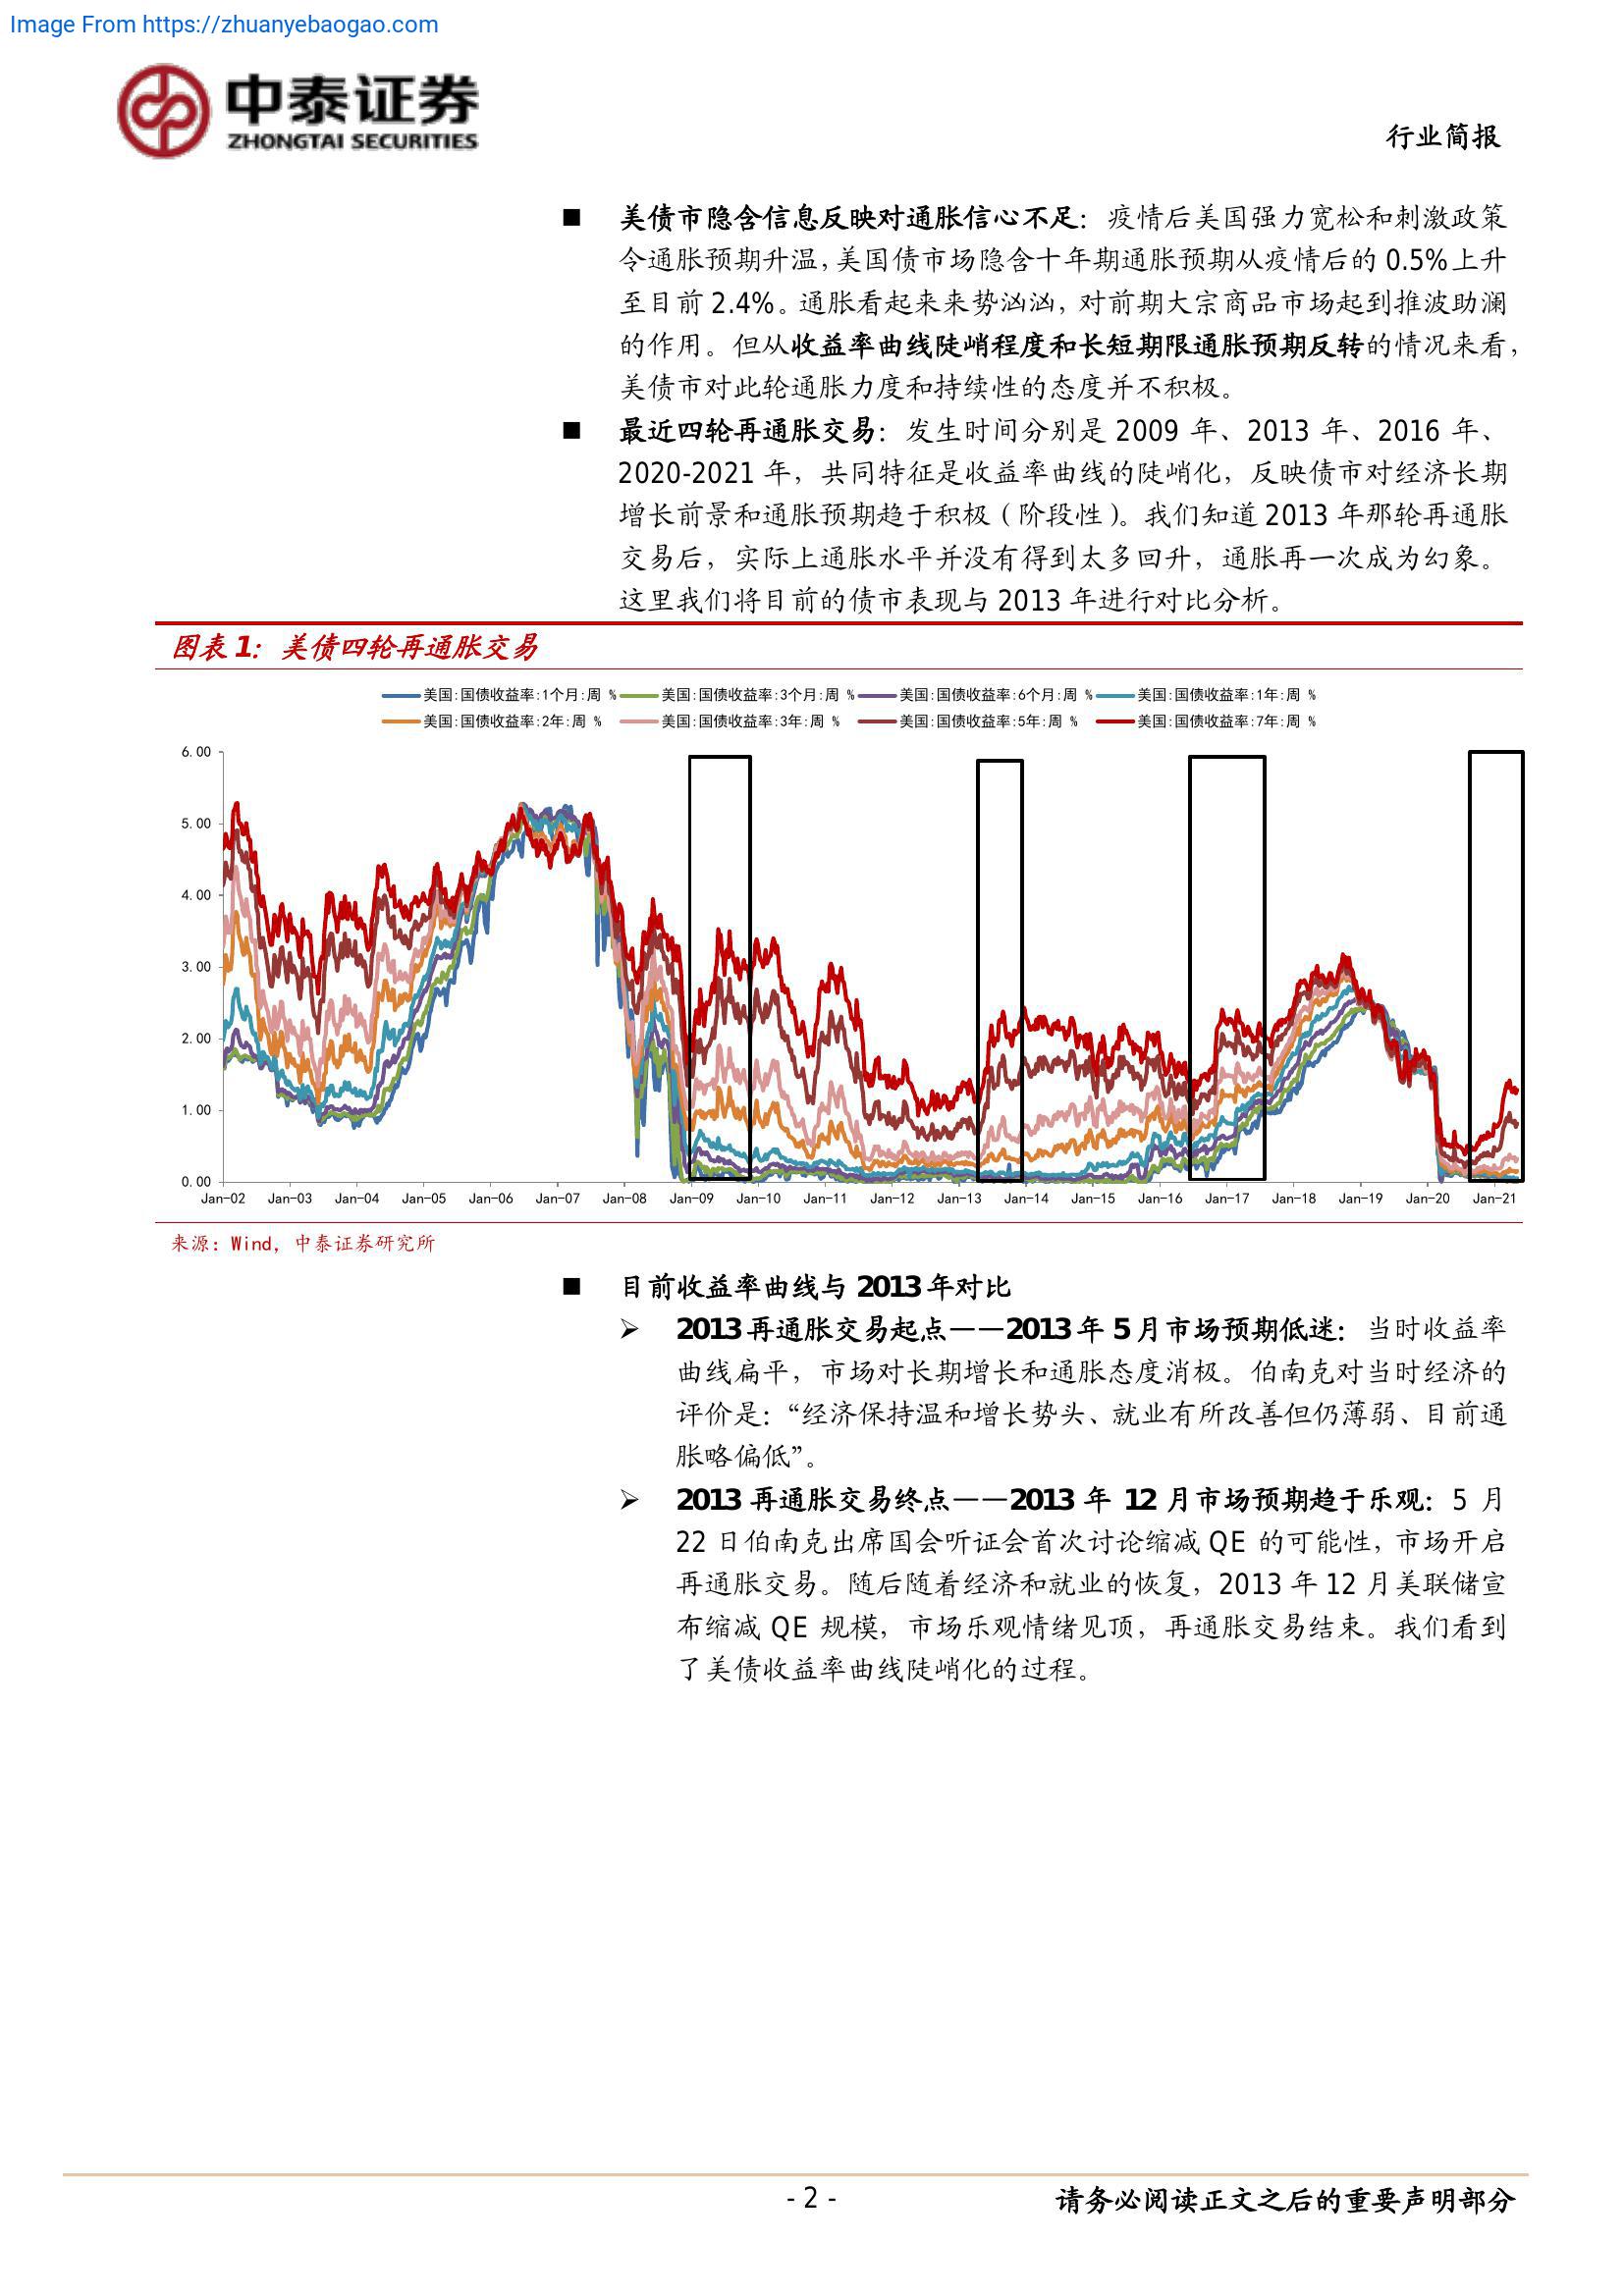 Image From https://zhuanyebaogao.com
中泰证券
ZHONGTAI SECURITIES
行业简报
■ 美债市隐含信息反映对通胀信心不足：疫情后美国强力宽松和刺激政策
令通胀预期升温，美国债市场隐含十年期通胀预期从疫情后的 0.5%上升
至目前 2.4%。通胀看起来来势汹汹，对前期大宗商品市场起到推波助澜
的作用。但从收益率曲线陡峭程度和长短期限通胀预期反转的情况来看，
美债市对此轮通胀力度和持续性的态度并不积极。
■ 最近四轮再通胀交易：发生时间分别是 2009 年、2013 年、2016 年、
2020-2021 年，共同特征是收益率曲线的陡峭化，反映债市对经济长期
增长前景和通胀预期趋于积极（阶段性）。我们知道 2013 年那轮再通胀
交易后，实际上通胀水平并没有得到太多回升，通胀再一次成为幻象。
这里我们将目前的债市表现与 2013 年进行对比分析。
图表 1：美债四轮再通胀交易
美国:国债收益率:1个月:周 % 美国:国债收益率:3个月:周 % 美国:国债收益率:6个月:周 % 美国:国债收益率:1年:周 %
美国:国债收益率:2年:周 % 美国:国债收益率:3年:周 % 美国:国债收益率:5年:周 % 美国:国债收益率:7年:周 %
6.00
5.00
4.00
3.00
2.00
1.00
0.00
Jan-02 Jan-03 Jan-04 Jan-05 Jan-06 Jan-07 Jan-08 Jan-09 Jan-10 Jan-11 Jan-12 Jan-13 Jan-14 Jan-15 Jan-16 Jan-17 Jan-18 Jan-19 Jan-20 Jan-21
来源：Wind，中泰证券研究所
■ 目前收益率曲线与 2013 年对比
➢ 2013 再通胀交易起点——2013 年 5 月市场预期低迷：当时收益率
曲线扁平，市场对长期增长和通胀态度消极。伯南克对当时经济的
评价是：“经济保持温和增长势头、就业有所改善但仍薄弱、目前通
胀略偏低”。
➢ 2013 再通胀交易终点——2013 年 12 月市场预期趋于乐观：5 月
22 日伯南克出席国会听证会首次讨论缩减 QE 的可能性，市场开启
再通胀交易。随后随着经济和就业的恢复，2013 年 12 月美联储宣
布缩减 QE 规模，市场乐观情绪见顶，再通胀交易结束。我们看到
了美债收益率曲线陡峭化的过程。
- 2 -
请务必阅读正文之后的重要声明部分